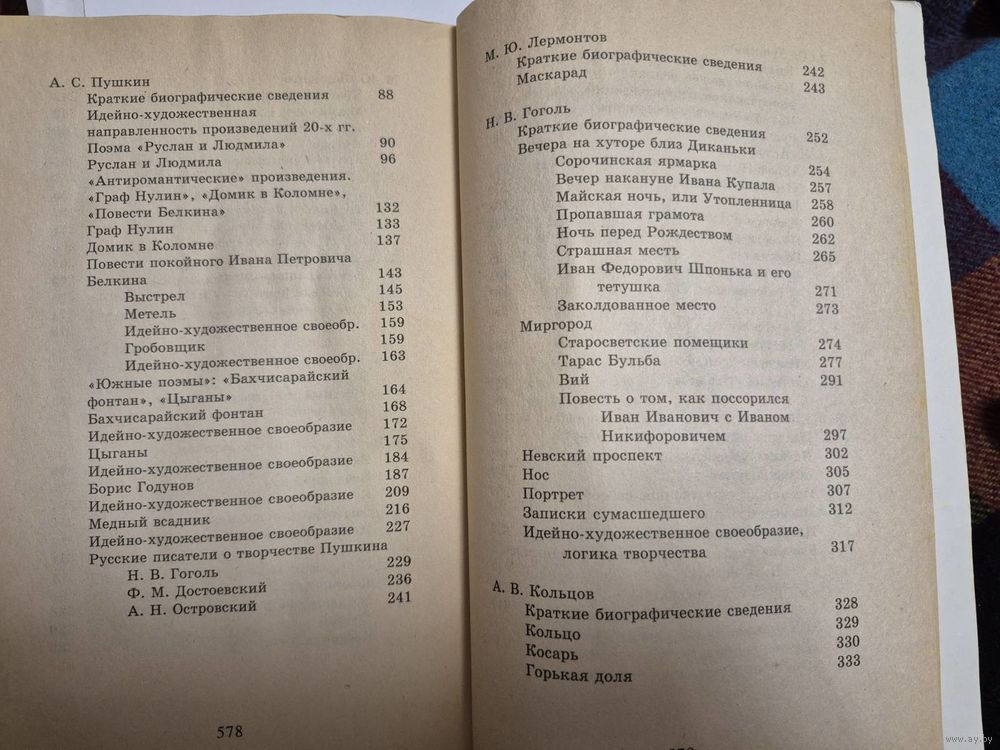 А. С. Пушкин
Краткие биографические сведения 88
Идейно-художественная
направленность произведений 20-х гг.
Поэма «Руслан и Людмила» 90
Руслан и Людмила 96
«Антиромантические» произведения.
«Граф Нулин», «Домик в Коломне»,
«Повести Белкина» 132
Граф Нулин 133
Домик в Коломне 137
Повести покойного Ивана Петровича
Белкина 143
Выстрел 145
Метель 153
Идейно-художественное своеобр. 159
Гробовщик 159
Идейно-художественное своеобр. 163
«Южные поэмы»: «Бахчисарайский
фонтан», «Цыганы» 164
Бахчисарайский фонтан 168
Идейно-художественное своеобразие 172
Цыганы 175
Идейно-художественное своеобразие 184
Борис Годунов 187
Идейно-художественное своеобразие 209
Медный всадник 216
Идейно-художественное своеобразие 227
Русские писатели о творчестве Пушкина
Н. В. Гоголь 229
Ф. М. Достоевский 236
А. Н. Островский 241
578
М. Ю. Лермонтов
Краткие биографические сведения 242
Маскарад 243
Н. В. Гоголь
Краткие биографические сведения 252
Вечера на хуторе близ Диканьки
Сорочинская ярмарка 254
Вечер накануне Ивана Купала 257
Майская ночь, или Утопленница 258
Пропавшая грамота 260
Ночь перед Рождеством 262
Страшная месть 265
Иван Федорович Шпонька и его
тетушка 271
Заколдованное место 273
Миргород
Старосветские помещики 274
Тарас Бульба 277
Вий 291
Повесть о том, как поссорился
Иван Иванович с Иваном
Никифоровичем 297
Невский проспект 302
Нос 305
Портрет 307
Записки сумасшедшего 312
Идейно-художественное своеобразие,
логика творчества 317
А. В. Кольцов
Краткие биографические сведения 328
Кольцо 329
Косарь 330
Горькая доля 333
www.ay.by